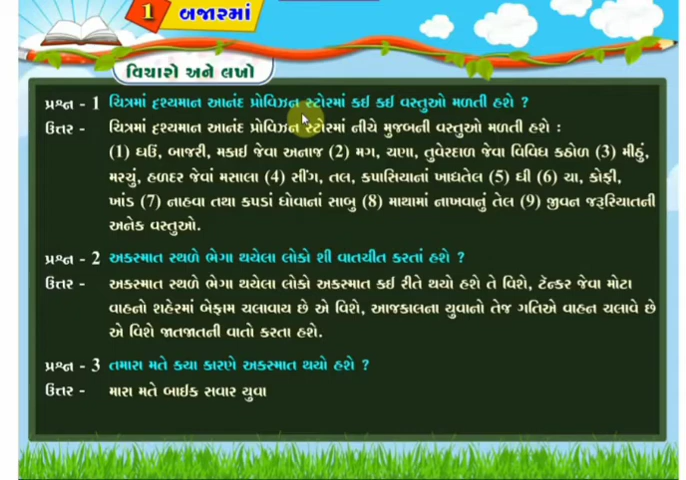 1 બજારમાં
વિચારો અને લખો
પ્રશ્ન - 1 ચિત્રમાં દૃશ્યમાન આનંદ પ્રોવિઝન સ્ટોરમાં કઈ કઈ વસ્તુઓ મળતી હશે ?
ઉત્તર - ચિત્રમાં દૃશ્યમાન આનંદ પ્રોવિઝન સ્ટોરમાં નીચે મુજબની વસ્તુઓ મળતી હશે :
(1) ઘઉં, બાજરી, મકાઈ જેવા અનાજ (2) મગ, ચણા, તુવેરદાળ જેવા વિવિધ કઠોળ (3) મીઠું,
મરચું, હળદર જેવાં મસાલા (4) સીંગ, તલ, કપાસિયાનાં ખાદ્યતેલ (5) ઘી (6) ચા, કોફી,
ખાંડ (7) નાહવા તથા કપડાં ધોવાનાં સાબુ (8) માથામાં નાખવાનું તેલ (9) જીવન જરૂરિયાતની
અનેક વસ્તુઓ.
પ્રશ્ન - 2 અકસ્માત સ્થળે ભેગા થયેલા લોકો શી વાતચીત કરતાં હશે ?
ઉત્તર - અકસ્માત સ્થળે ભેગા થયેલા લોકો અકસ્માત કઈ રીતે થયો હશે તે વિશે, ટૅન્કર જેવા મોટા
વાહનો શહેરમાં બેફામ ચલાવાય છે એ વિશે, આજકાલના યુવાનો તેજ ગતિએ વાહન ચલાવે છે
એ વિશે જાતજાતની વાતો કરતા હશે.
પ્રશ્ન - 3 તમારા મતે કયા કારણે અકસ્માત થયો હશે ?
ઉત્તર - મારા મતે બાઈક સવાર યુવા